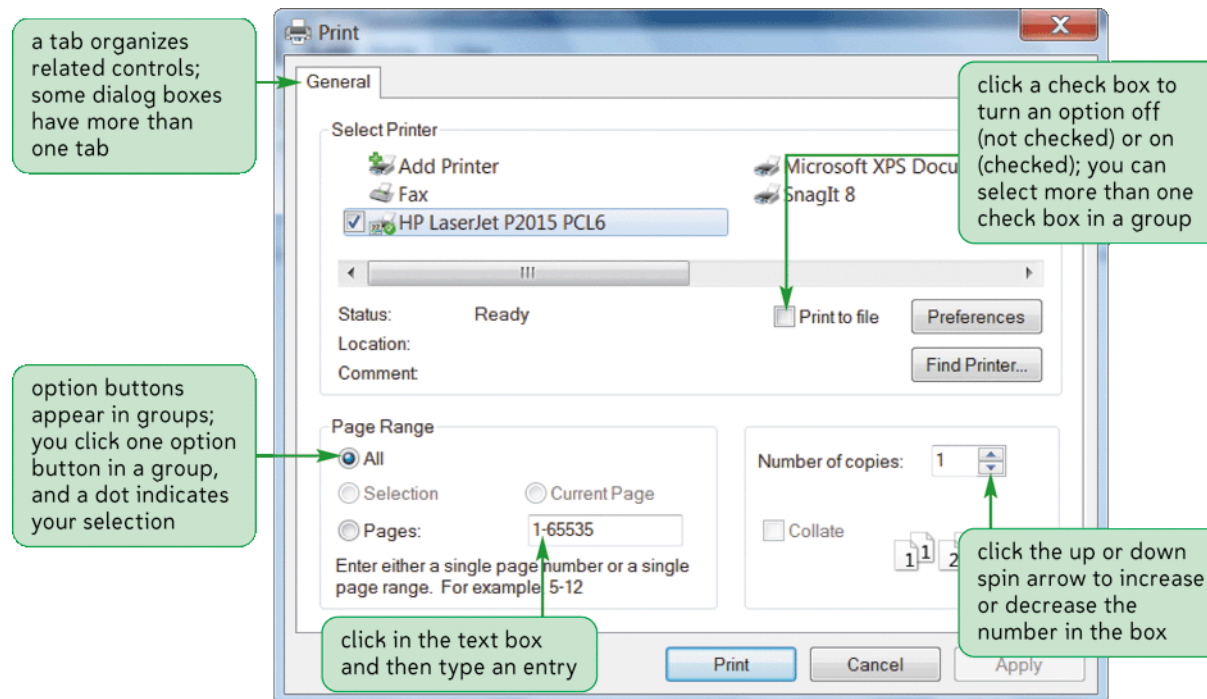 Print
X
a tab organizes
related controls;
some dialog boxes
have more than
one tab
General
click a check box to
turn an option off
(not checked) or on
(checked); you can
select more than one
check box in a group
Select Printer
Add Printer
Microsoft XPS Docu
Fax
SnagIt 8
HP LaserJet P2015 PCL6
Status: Ready
Print to file
Preferences
Location:
Find Printer...
Comment:
option buttons
appear in groups;
you click one option
button in a group,
and a dot indicates
your selection
Page Range
All
Selection
Current Page
Pages: 1-65535
Enter either a single page number or a single
page range. For example, 5-12
Number of copies: 1
Collate
1 1 2
click the up or down
spin arrow to increase
or decrease the
number in the box
click in the text box
and then type an entry
Print
Cancel
Apply